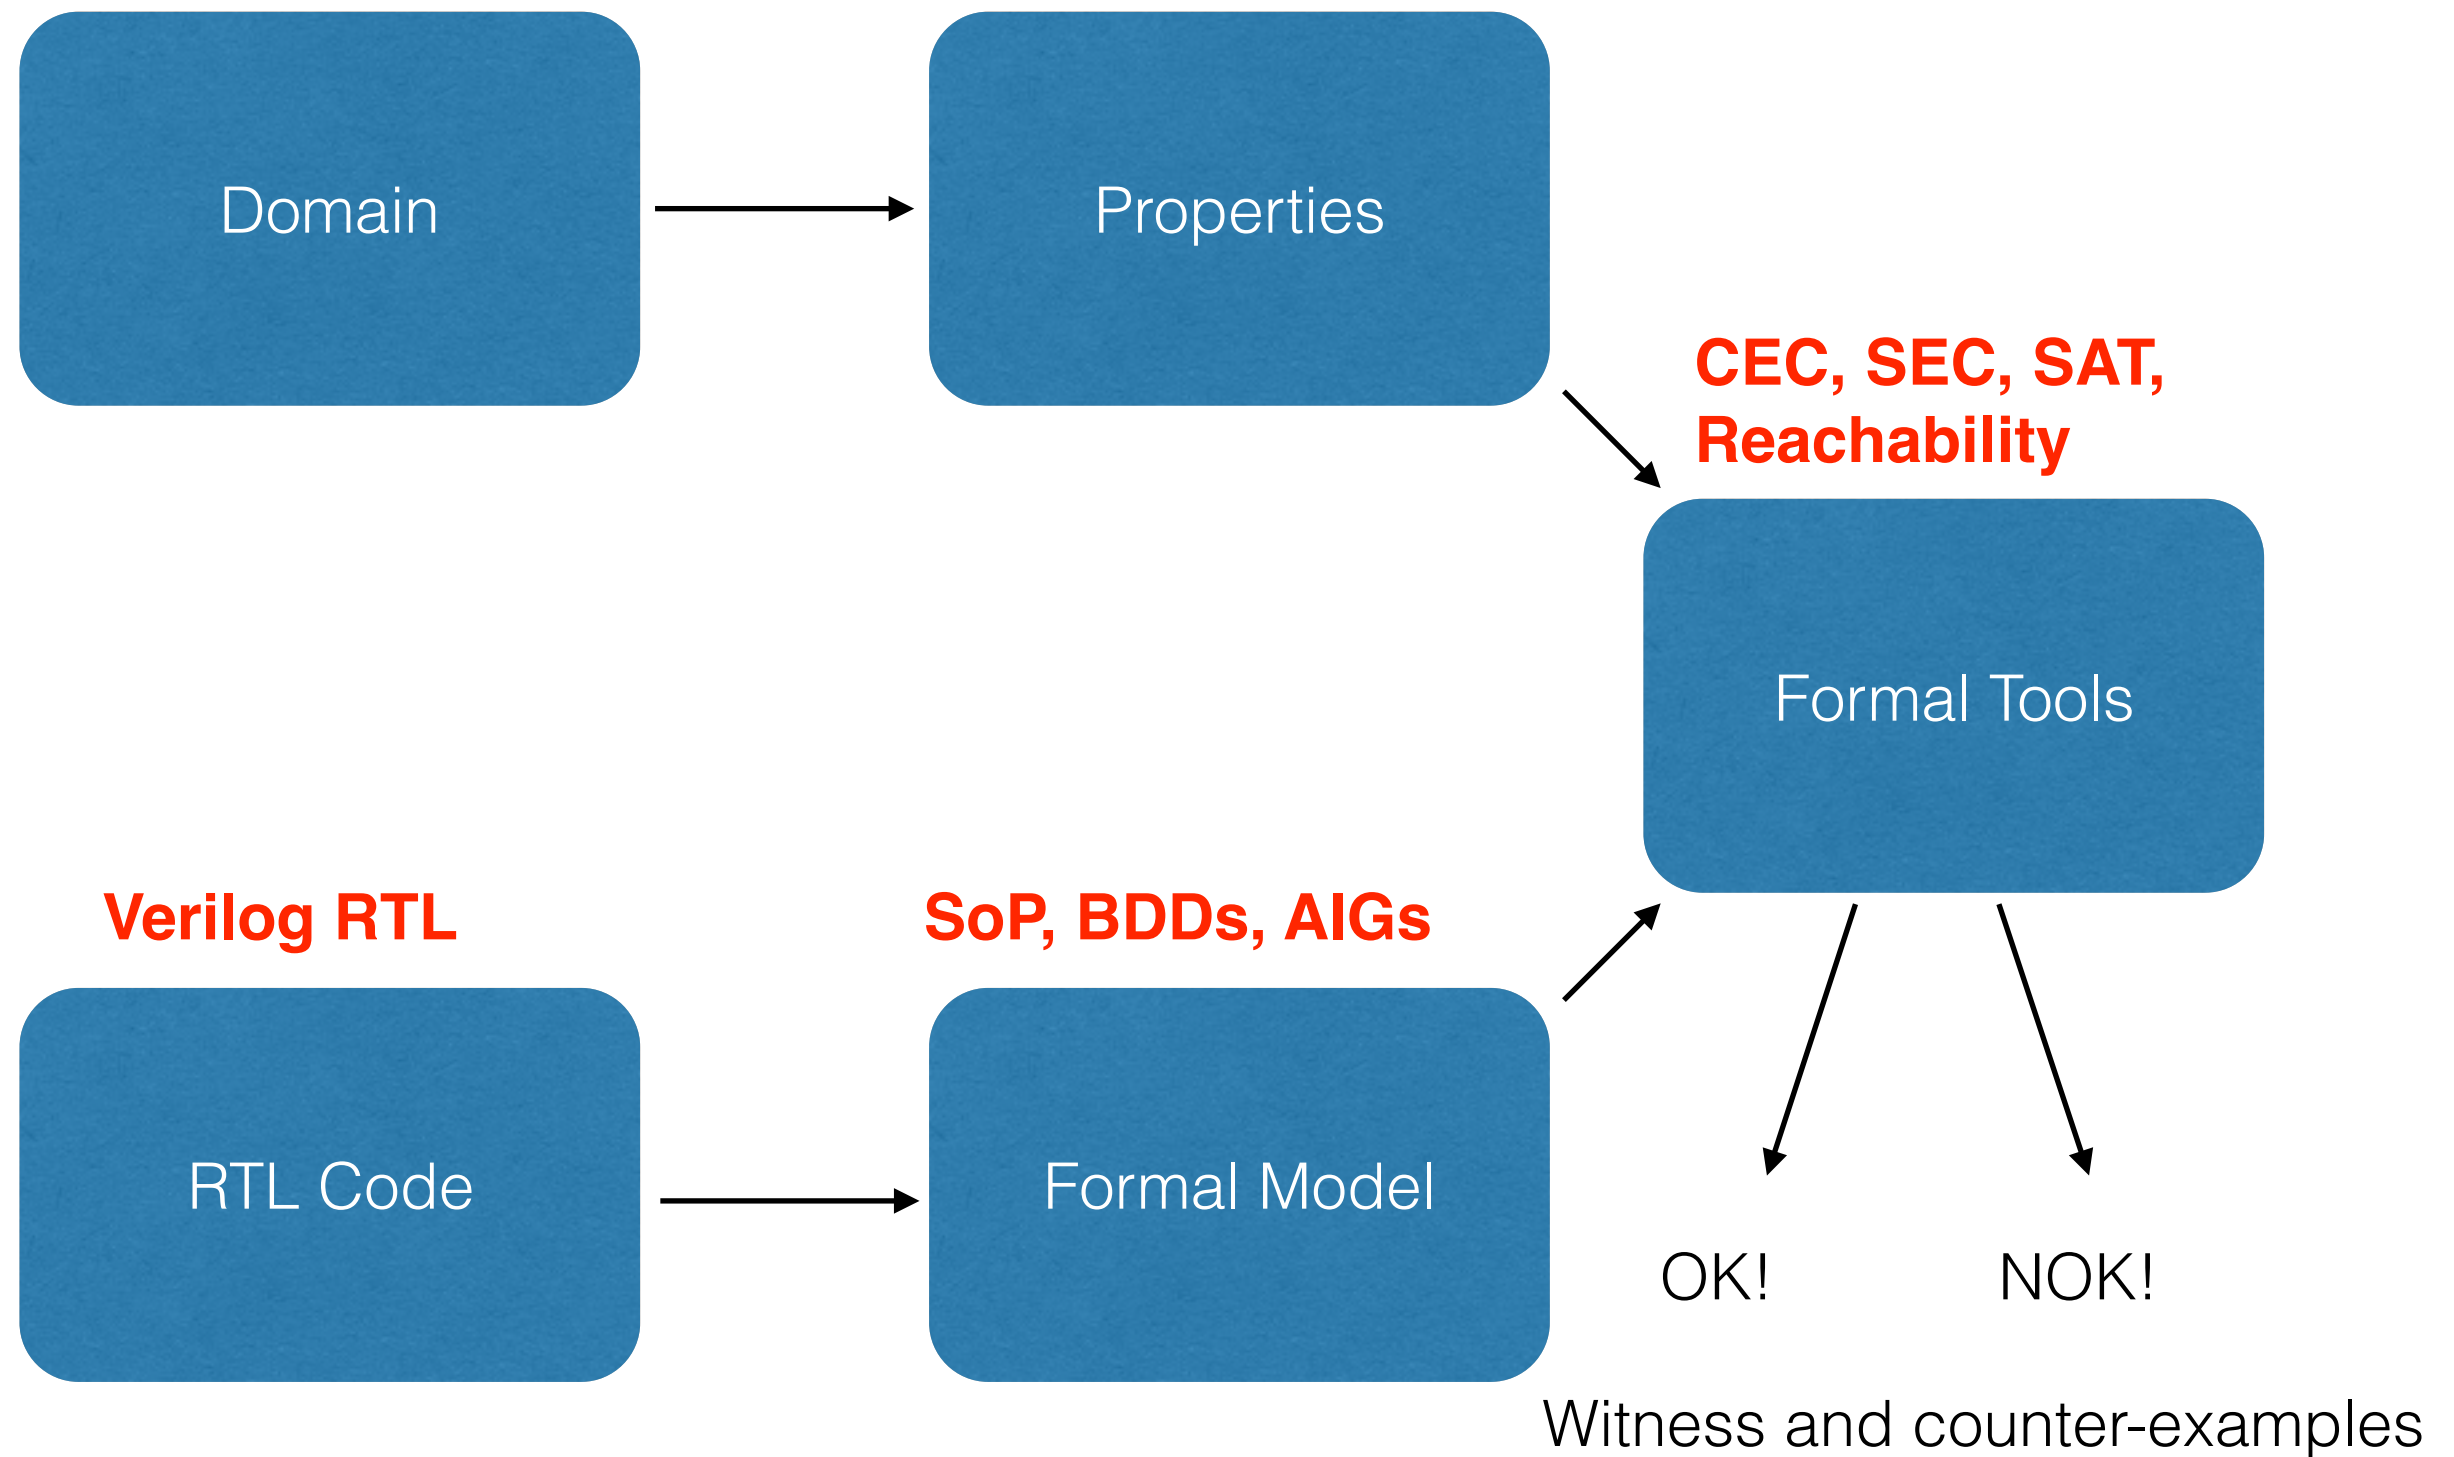 Domain
Properties
CEC, SEC, SAT,
Reachability
Formal Tools
Verilog RTL
SoP, BDDs, AIGs
RTL Code
Formal Model
OK!
NOK!
Witness and counter-examples